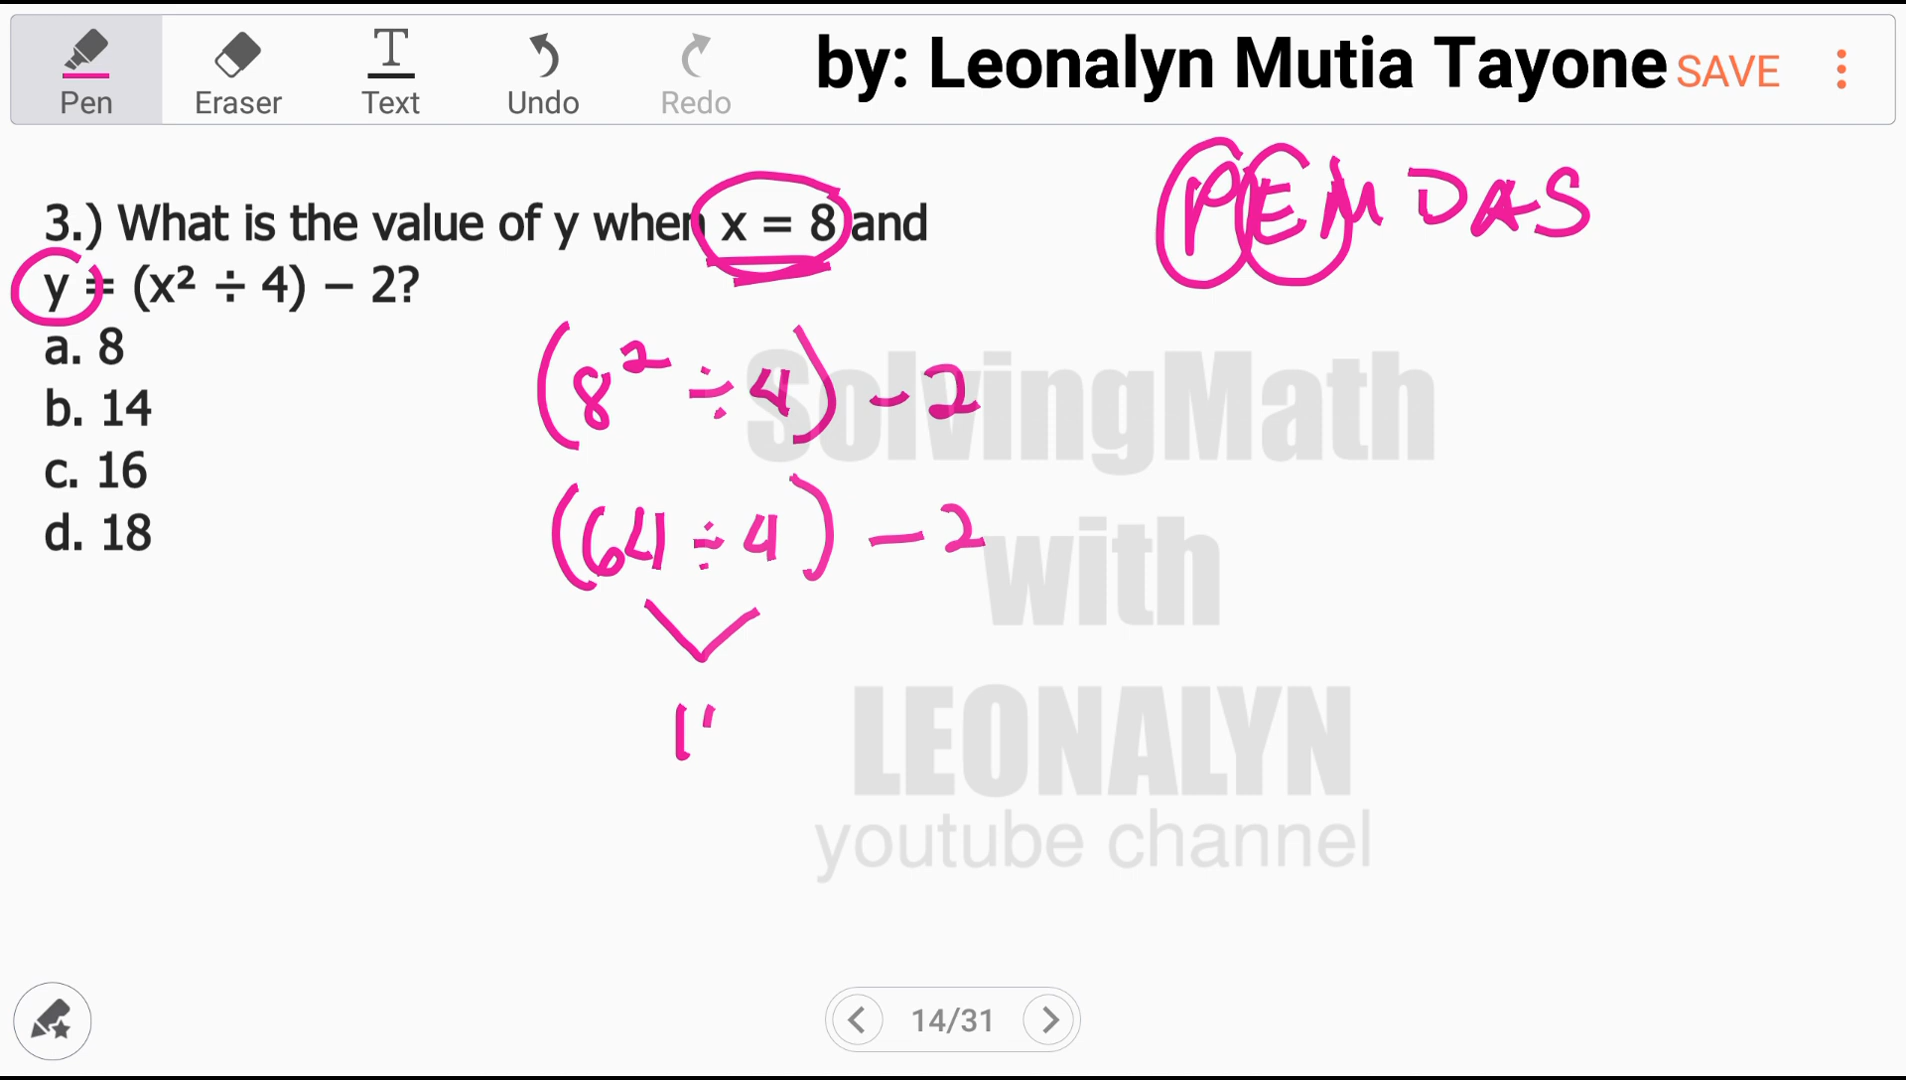 Pen
Eraser
Text
Undo
Redo
by: Leonalyn Mutia Tayone
SAVE
PEMDAS
3.) What is the value of y when x = 8 and
y = (x² ÷ 4) – 2?
a. 8
b. 14
c. 16
d. 18
(8² ÷ 4) - 2
(64 ÷ 4) - 2
SolvingMath
with
LEONALYN
youtube channel
14/31